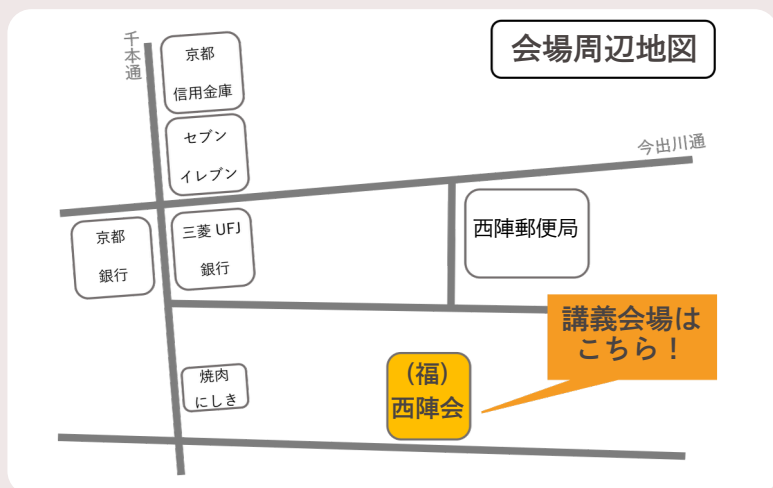 会場周辺地図
千本通
京都
信用金庫
セブン
イレブン
今出川通
京都
銀行
三菱 UFJ
銀行
西陣郵便局
講義会場は
こちら！
焼肉
にしき
(福)
西陣会